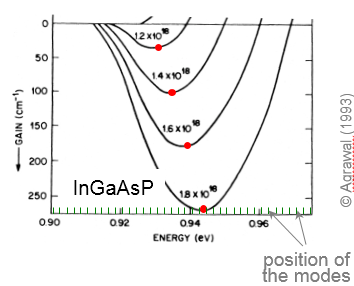 0
50
100
150
200
250
GAIN (cm⁻¹)
1.2 x 10¹⁸
1.4 x 10¹⁸
1.6 x 10¹⁸
1.8 x 10¹⁸
InGaAsP
0.90
0.92
0.94
0.96
ENERGY (eV)
position of
the modes
© Agrawal (1993)